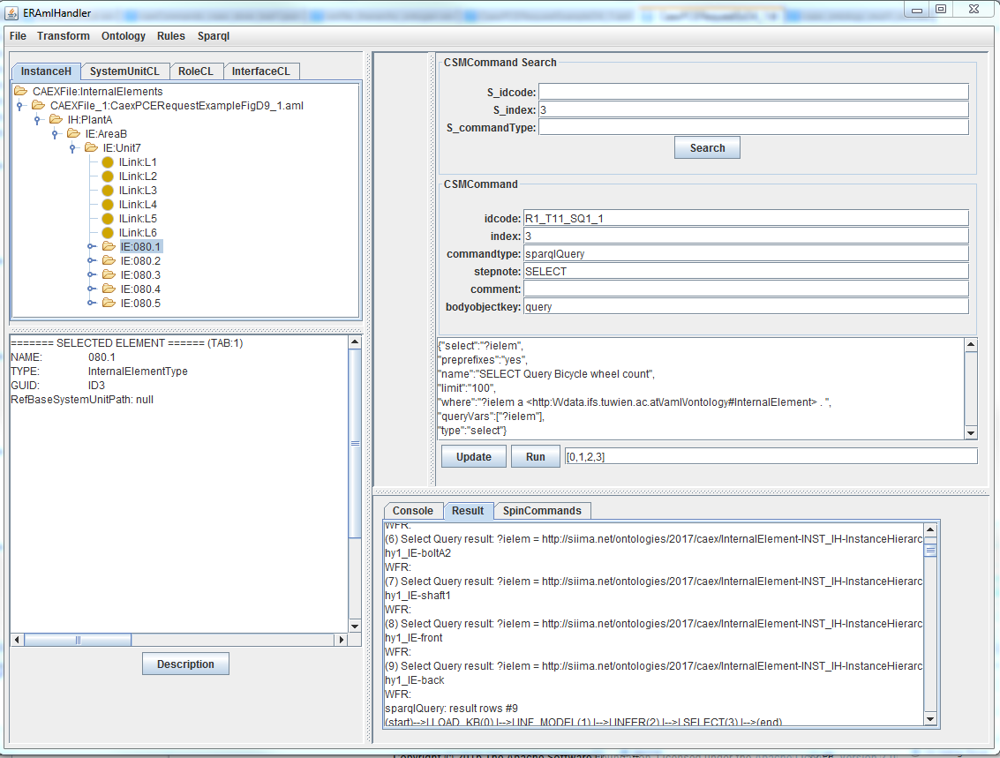 ERAmlHandler
File Transform Ontology Rules Sparql
InstanceH SystemUnitCL RoleCL InterfaceCL
CAEXFile:InternalElements
CAEXFile_1:CaexPCERequestExampleFigD9_1.aml
IH:PlantA
IE:AreaB
IE:Unit7
ILink:L1
ILink:L2
ILink:L3
ILink:L4
ILink:L5
ILink:L6
IE:080.1
IE:080.2
IE:080.3
IE:080.4
IE:080.5
======= SELECTED ELEMENT ====== (TAB:1)
NAME: 080.1
TYPE: InternalElementType
GUID: ID3
RefBaseSystemUnitPath: null
Description
CSMCommand Search
S_idcode:
S_index: 3
S_commandType:
Search
CSMCommand
idcode: R1_T11_SQ1_1
index: 3
commandtype: sparqlQuery
stepnote: SELECT
comment:
bodyobjectkey: query
{"select":"?ielem",
"preprefixes":"yes",
"name":"SELECT Query Bicycle wheel count",
"limit":"100",
"where":"?ielem a <http:\/\/data.ifs.tuwien.ac.at\/aml\/ontology#InternalElement> . ",
"queryVars":["?ielem"],
"type":"select"}
Update Run [0,1,2,3]
Console Result SpinCommands
WFR:
(6) Select Query result: ?ielem = http://siima.net/ontologies/2017/caex/InternalElement-INST_IH-InstanceHierarc
hy1_IE-boltA2
WFR:
(7) Select Query result: ?ielem = http://siima.net/ontologies/2017/caex/InternalElement-INST_IH-InstanceHierarc
hy1_IE-shaft1
WFR:
(8) Select Query result: ?ielem = http://siima.net/ontologies/2017/caex/InternalElement-INST_IH-InstanceHierarc
hy1_IE-front
WFR:
(9) Select Query result: ?ielem = http://siima.net/ontologies/2017/caex/InternalElement-INST_IH-InstanceHierarc
hy1_IE-back
WFR:
sparqlQuery: result rows #9
(start)-->| LOAD_KB(0) |-->| INF_MODEL(1) |-->| INFER(2) |-->| SELECT(3) |-->(end)